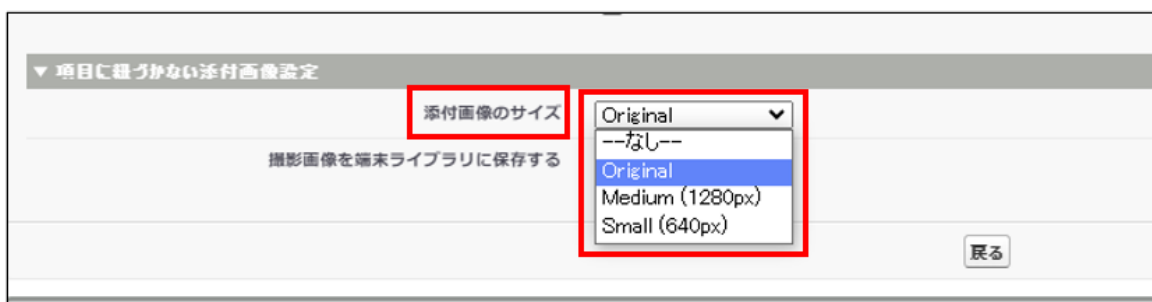 ▼ 項目に紐づかない添付画像設定
添付画像のサイズ
Original
--なし--
Original
Medium (1280px)
Small (640px)
撮影画像を端末ライブラリに保存する
戻る